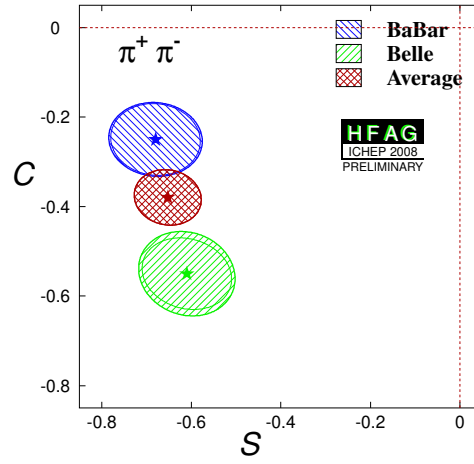 π⁺ π⁻
BaBar
Belle
Average
HFAG
ICHEP 2008
PRELIMINARY
C
0
-0.2
-0.4
-0.6
-0.8
-0.8
-0.6
-0.4
-0.2
0
S